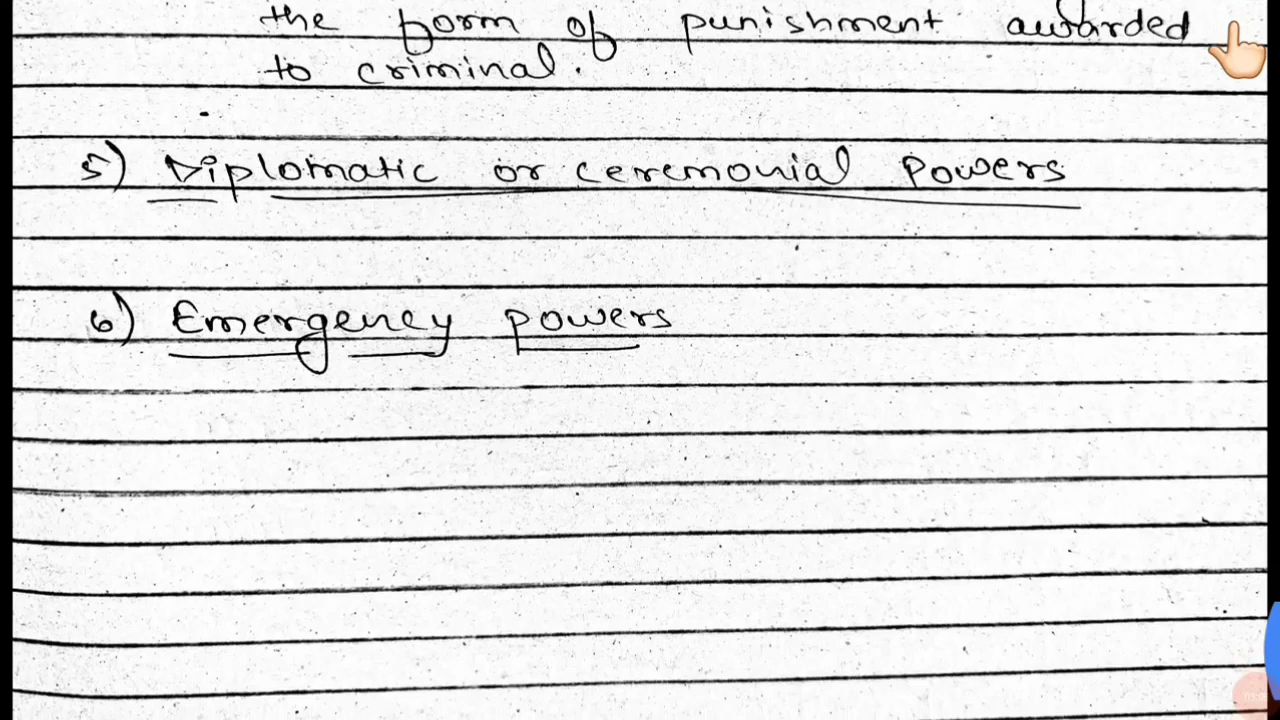 the form of punishment awarded
to criminal.
5) Diplomatic or ceremonial Powers
6) Emergency powers